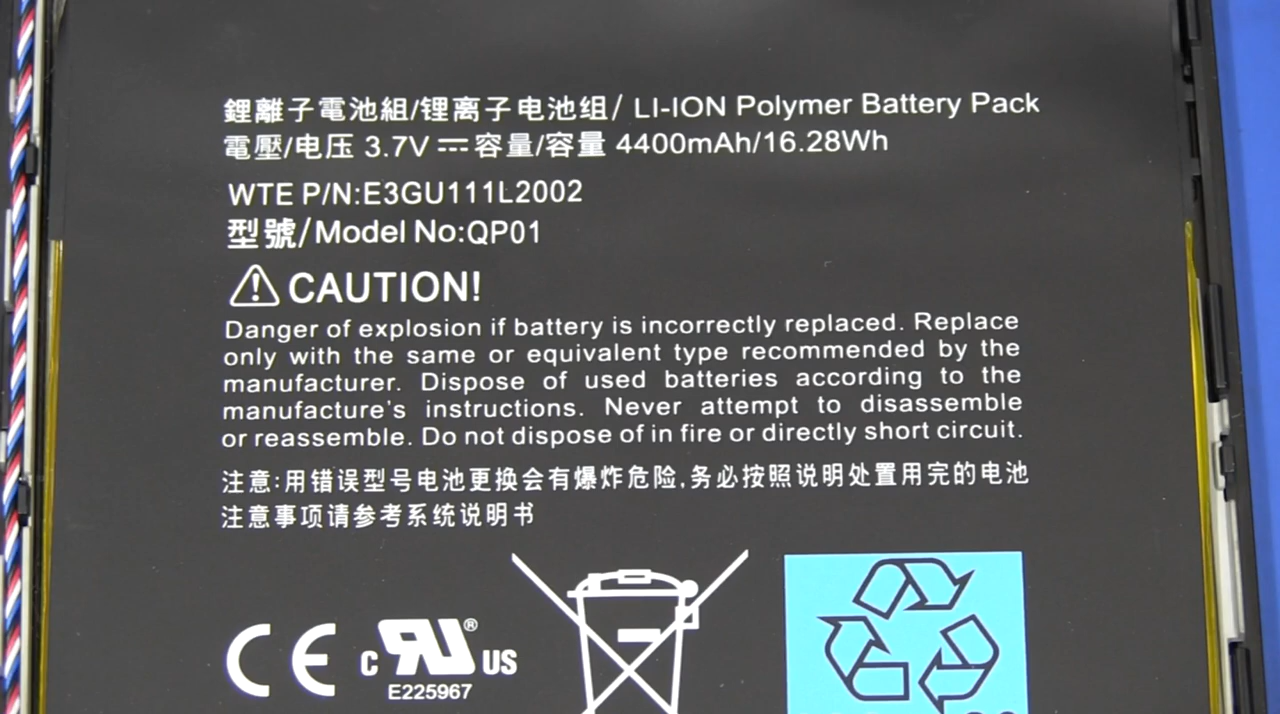 鋰離子電池組/锂离子电池组/ LI-ION Polymer Battery Pack
電壓/电压 3.7V ⎓ 容量/容量 4400mAh/16.28Wh
WTE P/N:E3GU111L2002
型號/Model No:QP01
⚠ CAUTION!
Danger of explosion if battery is incorrectly replaced. Replace
only with the same or equivalent type recommended by the
manufacturer. Dispose of used batteries according to the
manufacture's instructions. Never attempt to disassemble
or reassemble. Do not dispose of in fire or directly short circuit.
注意:用错误型号电池更换会有爆炸危险,务必按照说明处置用完的电池
注意事项请参考系统说明书
CE
c RU® US
E225967